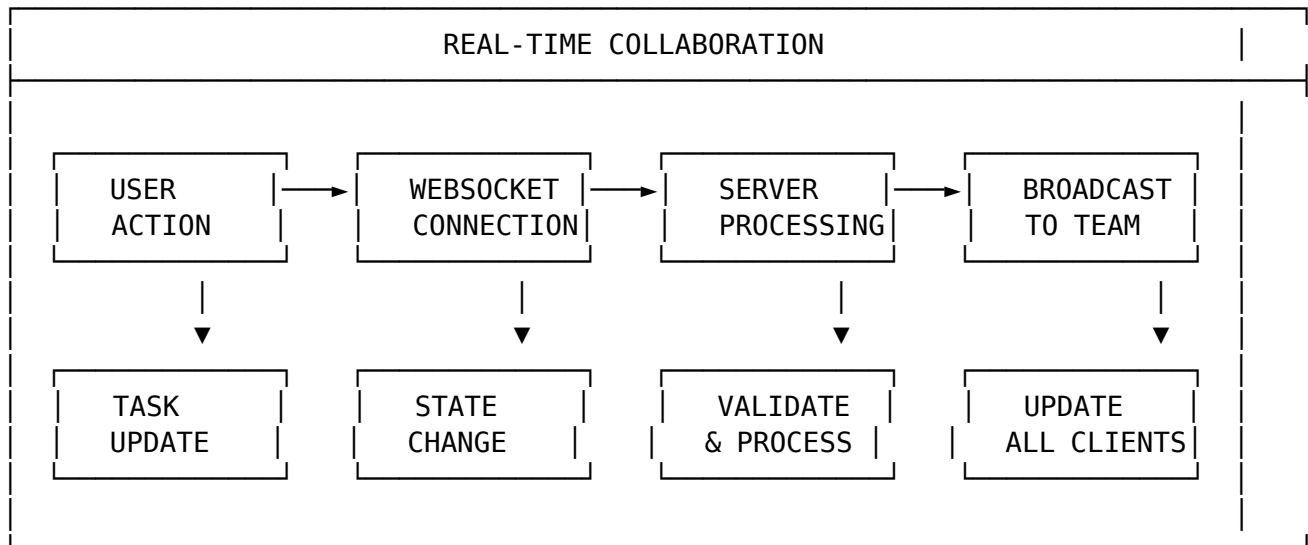 REAL-TIME COLLABORATION
USER
ACTION
WEBSOCKET
CONNECTION
SERVER
PROCESSING
BROADCAST
TO TEAM
TASK
UPDATE
STATE
CHANGE
VALIDATE
& PROCESS
UPDATE
ALL CLIENTS